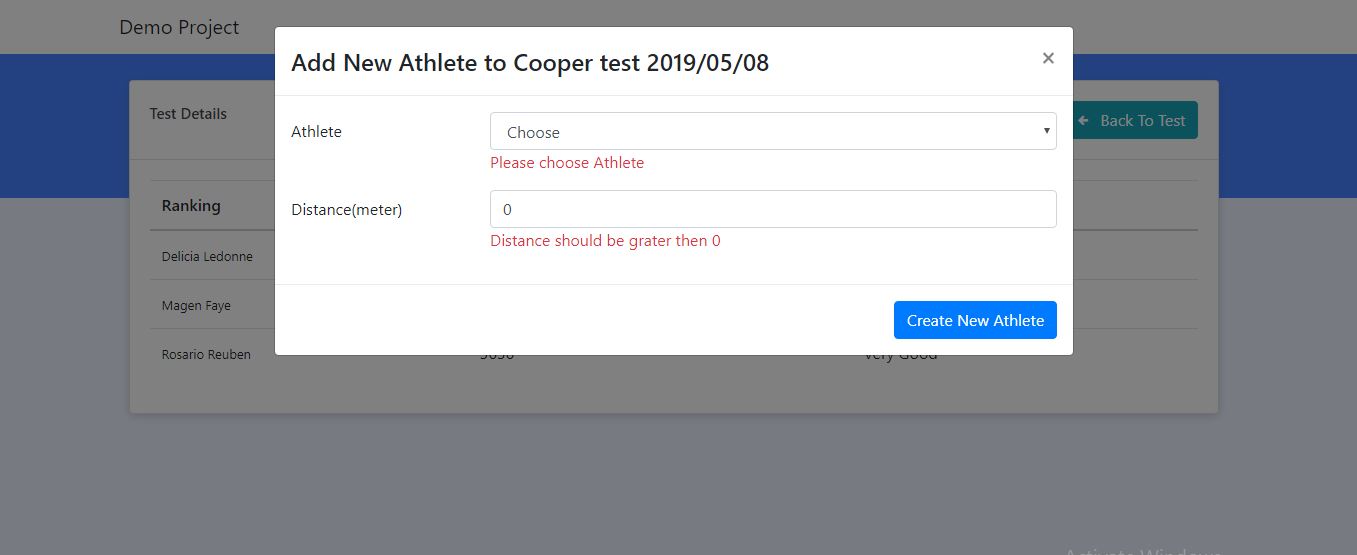 Demo Project
Add New Athlete to Cooper test 2019/05/08
×
Test Details
Back To Test
Athlete
Choose
Please choose Athlete
Ranking
Distance(meter)
0
Distance should be grater then 0
Delicia Ledonne
Magen Faye
Create New Athlete
Rosario Reuben
Very Good
Activate Windows